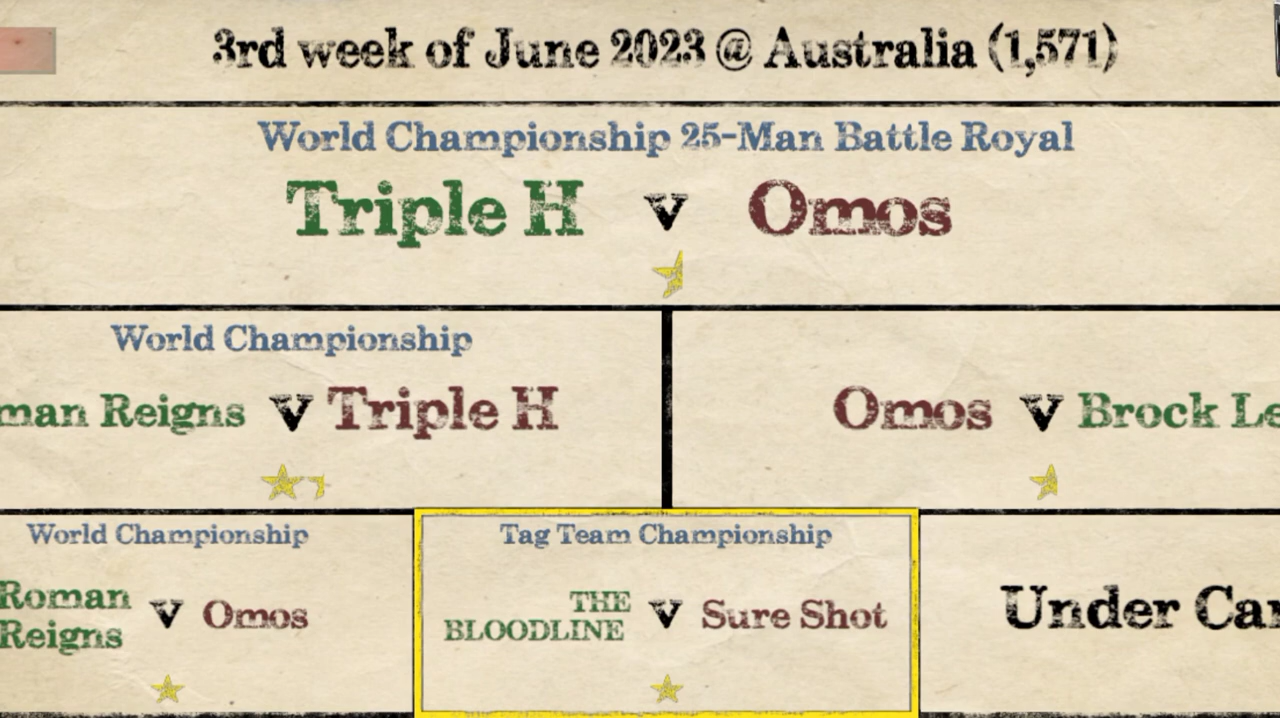 3rd week of June 2023 @ Australia (1,571)
World Championship 25-Man Battle Royal
Triple H v Omos
World Championship
man Reigns v Triple H
Omos v Brock Le
World Championship
Roman
Reigns v Omos
Tag Team Championship
THE
BLOODLINE v Sure Shot
Under Car